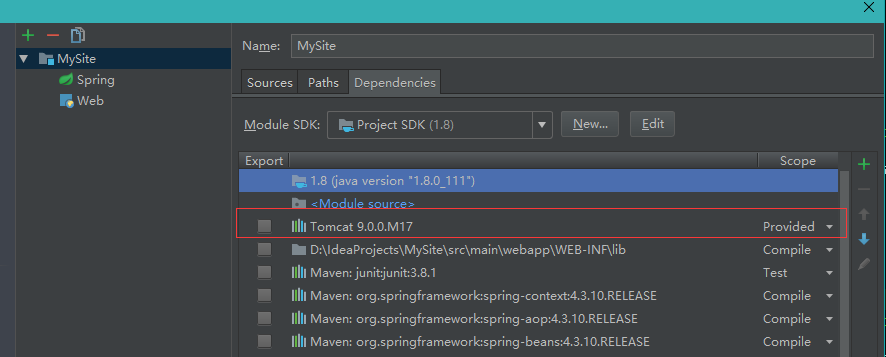 MySite
Spring
Web
Name: MySite
Sources Paths Dependencies
Module SDK: Project SDK (1.8) New... Edit
Export Scope
1.8 (java version "1.8.0_111")
<Module source>
Tomcat 9.0.0.M17 Provided
D:\IdeaProjects\MySite\src\main\webapp\WEB-INF\lib Compile
Maven: junit:junit:3.8.1 Test
Maven: org.springframework:spring-context:4.3.10.RELEASE Compile
Maven: org.springframework:spring-aop:4.3.10.RELEASE Compile
Maven: org.springframework:spring-beans:4.3.10.RELEASE Compile